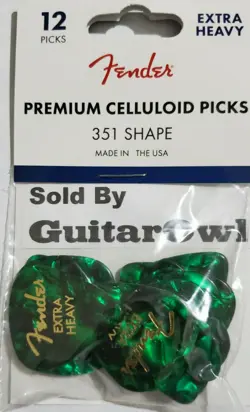 12
PICKS
EXTRA
HEAVY
Fender
PREMIUM CELLULOID PICKS
351 SHAPE
MADE IN THE USA
Sold By
GuitarOwl
Fender
EXTRA
HEAVY
Fender